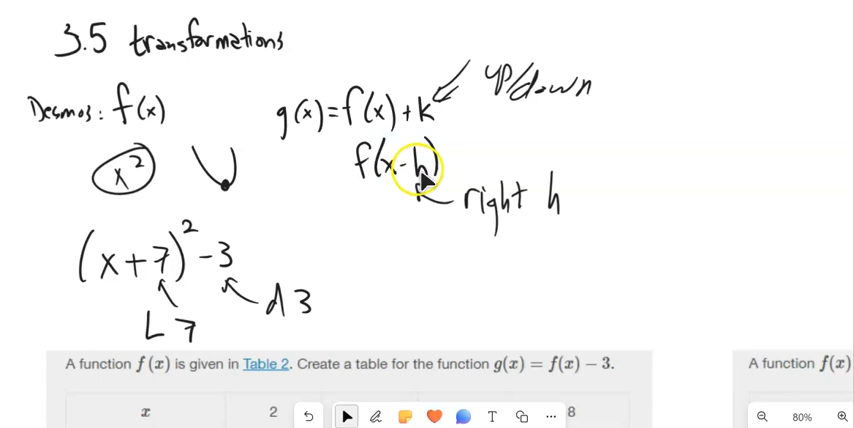 3.5 transformations
Desmos: f(x)
g(x) = f(x) + k
up/down
x²
f(x - h)
right h
(x + 7)² - 3
L 7
d 3
A function f(x) is given in Table 2. Create a table for the function g(x) = f(x) − 3.
A function f(x)
x 2 8
T
80%